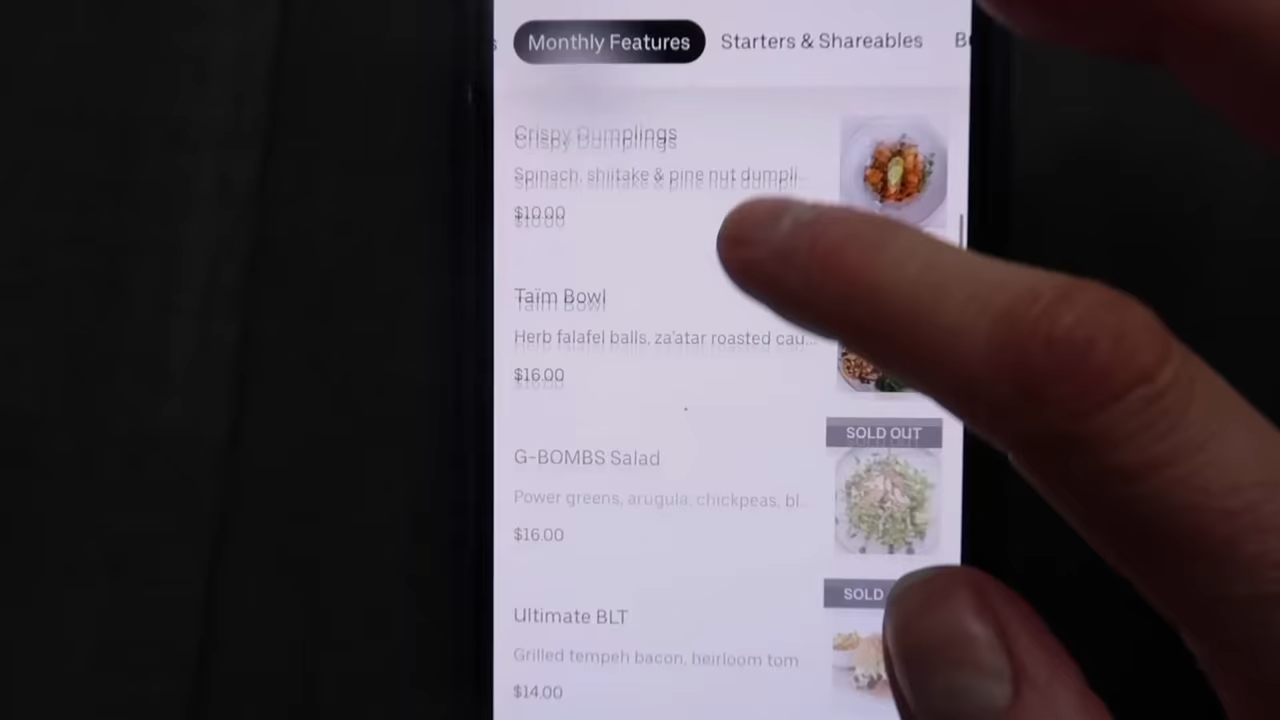 Monthly Features Starters & Shareables
Crispy Dumplings
Spinach, shiitake & pine nut dumpli...
$10.00
Taïm Bowl
Herb falafel balls, za'atar roasted cau...
$16.00
SOLD OUT
G-BOMBS Salad
Power greens, arugula, chickpeas, bl...
$16.00
SOLD
Ultimate BLT
Grilled tempeh bacon, heirloom tom
$14.00